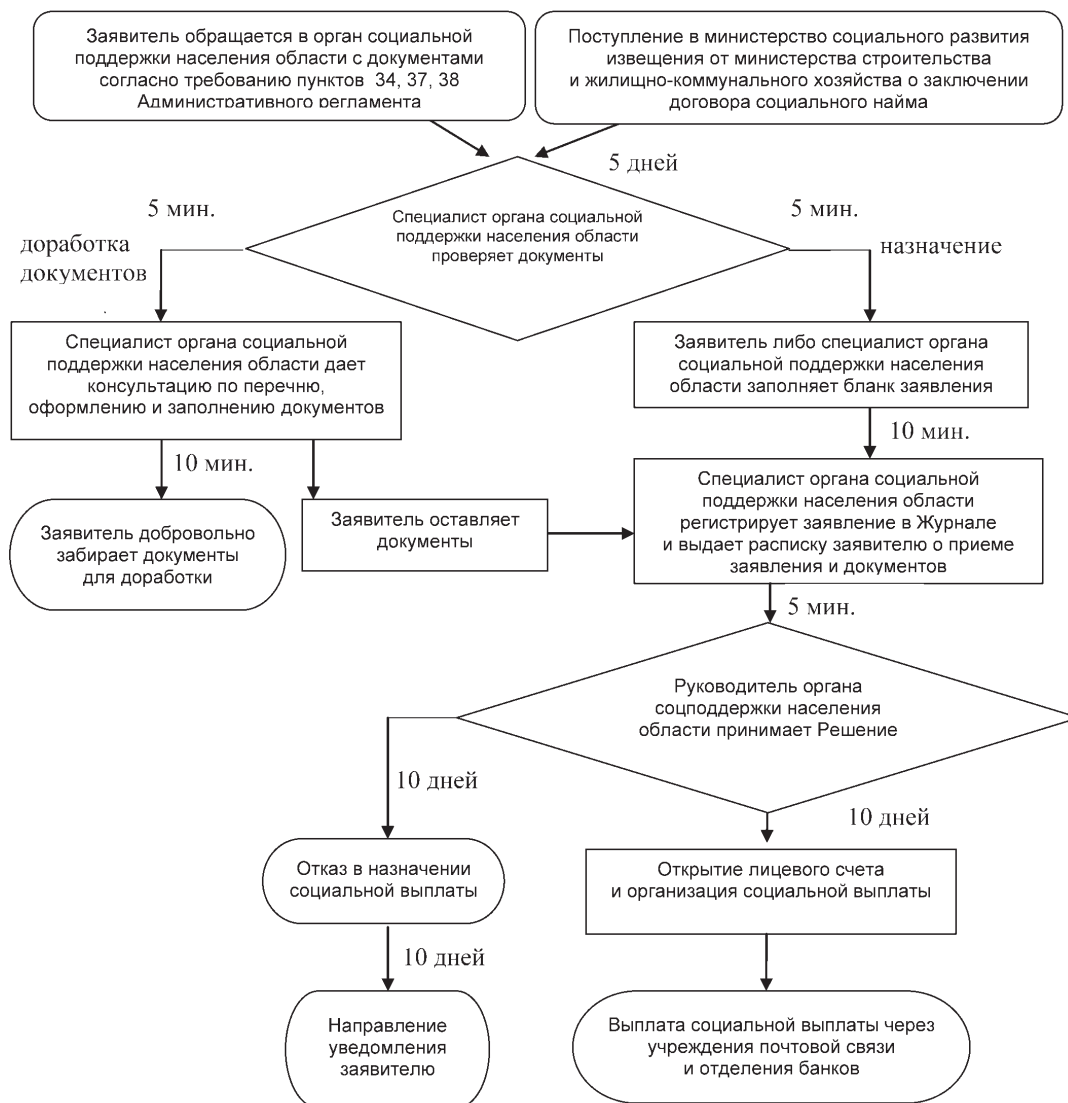 Заявитель обращается в орган социальной
поддержки населения области с документами
согласно требованию пунктов 34, 37, 38
Административного регламента
Поступление в министерство социального развития
извещения от министерства строительства
и жилищно-коммунального хозяйства о заключении
договора социального найма
5 дней
5 мин.
Специалист органа социальной
поддержки населения области
проверяет документы
5 мин.
доработка
документов
назначение
Специалист органа социальной
поддержки населения области дает
консультацию по перечню,
оформлению и заполнению документов
Заявитель либо специалист органа
социальной поддержки населения
области заполняет бланк заявления
10 мин.
10 мин.
Заявитель добровольно
забирает документы
для доработки
Заявитель оставляет
документы
Специалист органа социальной
поддержки населения области
регистрирует заявление в Журнале
и выдает расписку заявителю о приеме
заявления и документов
5 мин.
Руководитель органа
соцподдержки населения
области принимает Решение
10 дней
10 дней
Отказ в назначении
социальной выплаты
Открытие лицевого счета
и организация социальной выплаты
10 дней
Направление
уведомления
заявителю
Выплата социальной выплаты через
учреждения почтовой связи
и отделения банков